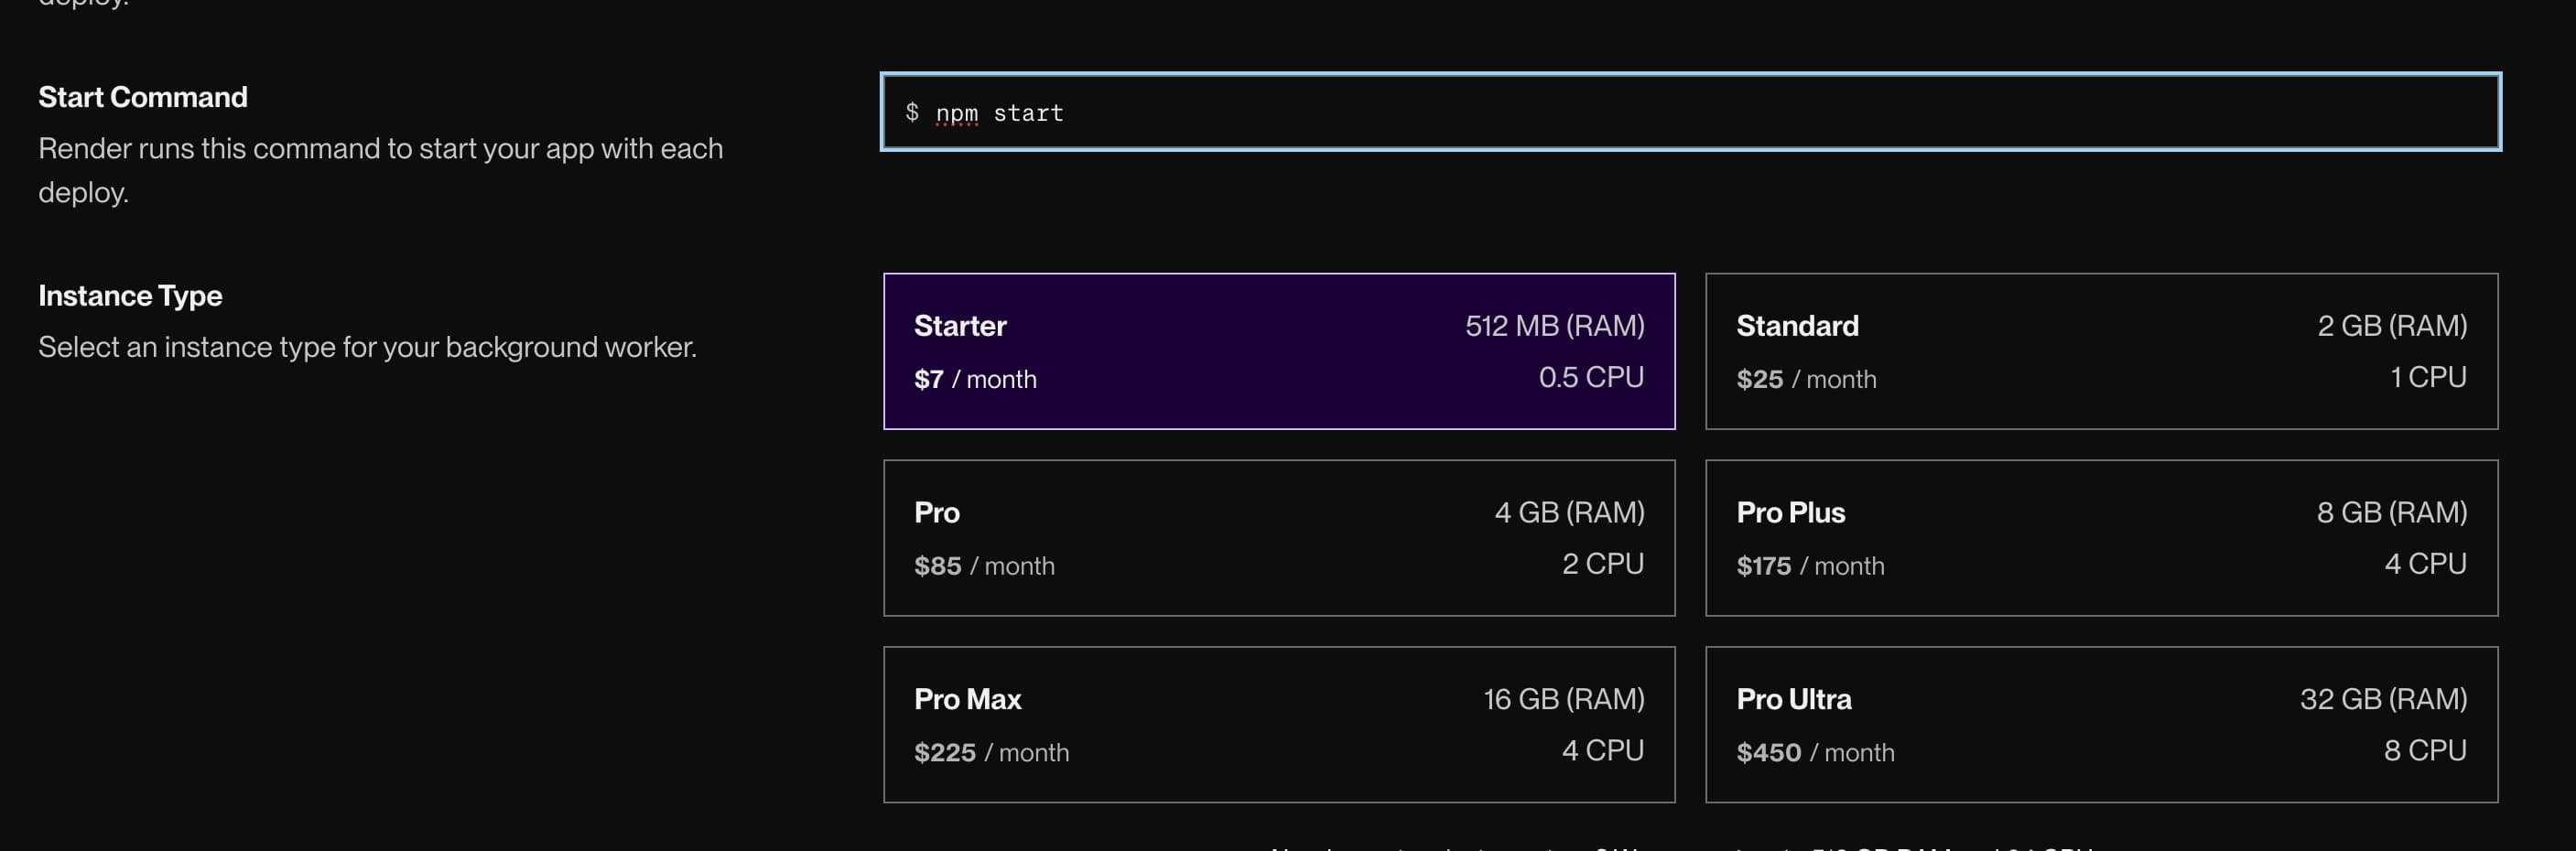 deploy.
Start Command
Render runs this command to start your app with each
deploy.
$ npm start
Instance Type
Select an instance type for your background worker.
Starter 512 MB (RAM)
$7 / month 0.5 CPU
Standard 2 GB (RAM)
$25 / month 1 CPU
Pro 4 GB (RAM)
$85 / month 2 CPU
Pro Plus 8 GB (RAM)
$175 / month 4 CPU
Pro Max 16 GB (RAM)
$225 / month 4 CPU
Pro Ultra 32 GB (RAM)
$450 / month 8 CPU